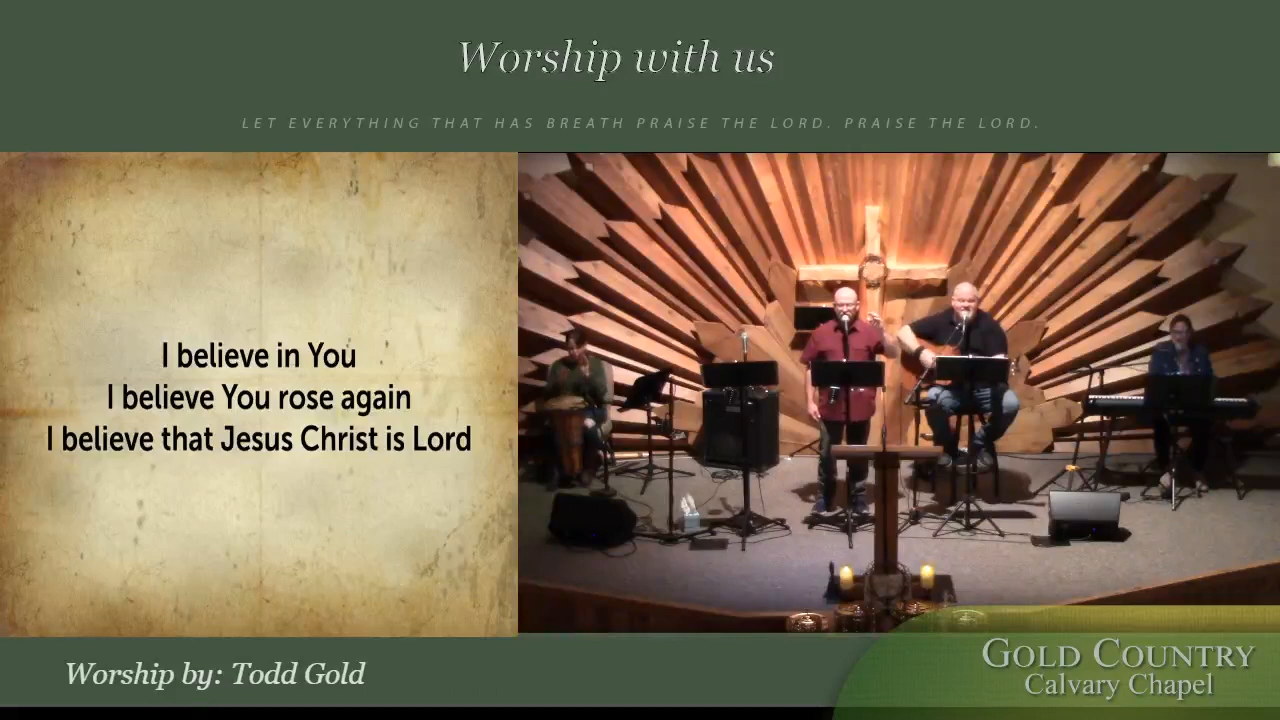 Worship with us
LET EVERYTHING THAT HAS BREATH PRAISE THE LORD. PRAISE THE LORD.
I believe in You
I believe You rose again
I believe that Jesus Christ is Lord
Worship by: Todd Gold
GOLD COUNTRY
Calvary Chapel